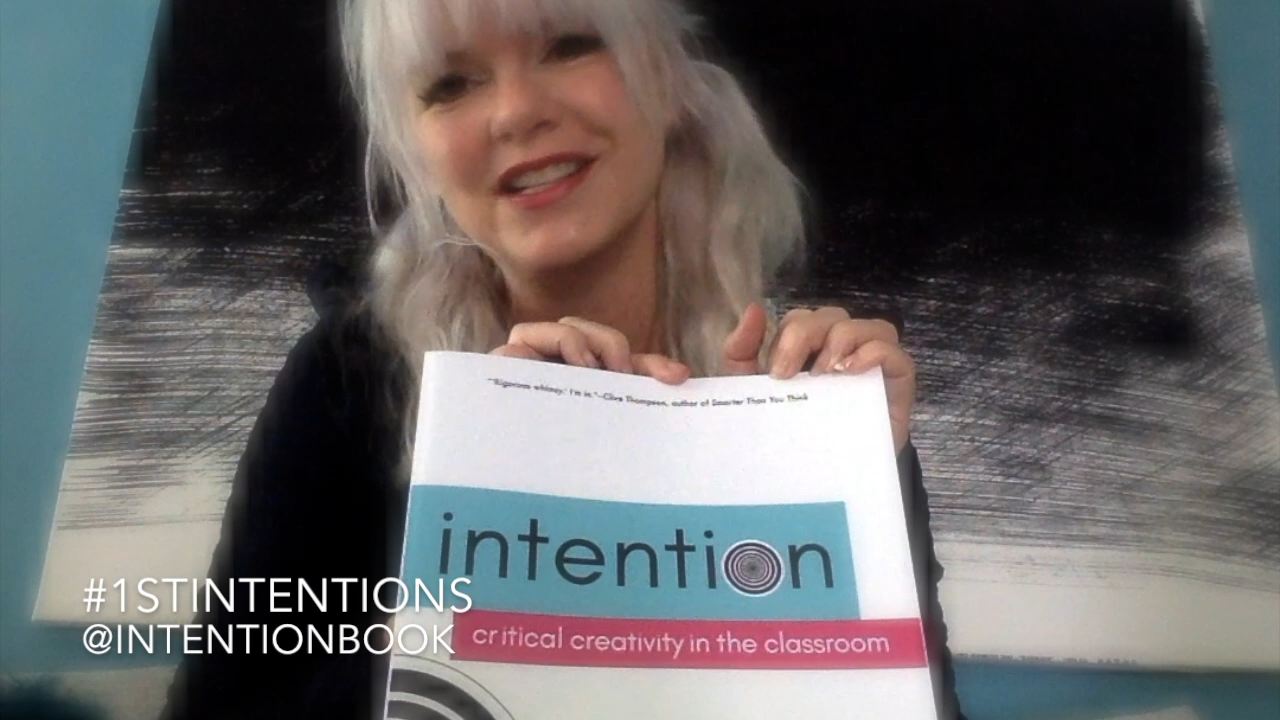 "'Rigorous whimsy.' I'm in."–Clive Thompson, author of Smarter Than You Think
intention
critical creativity in the classroom
#1STINTENTIONS
@INTENTIONBOOK